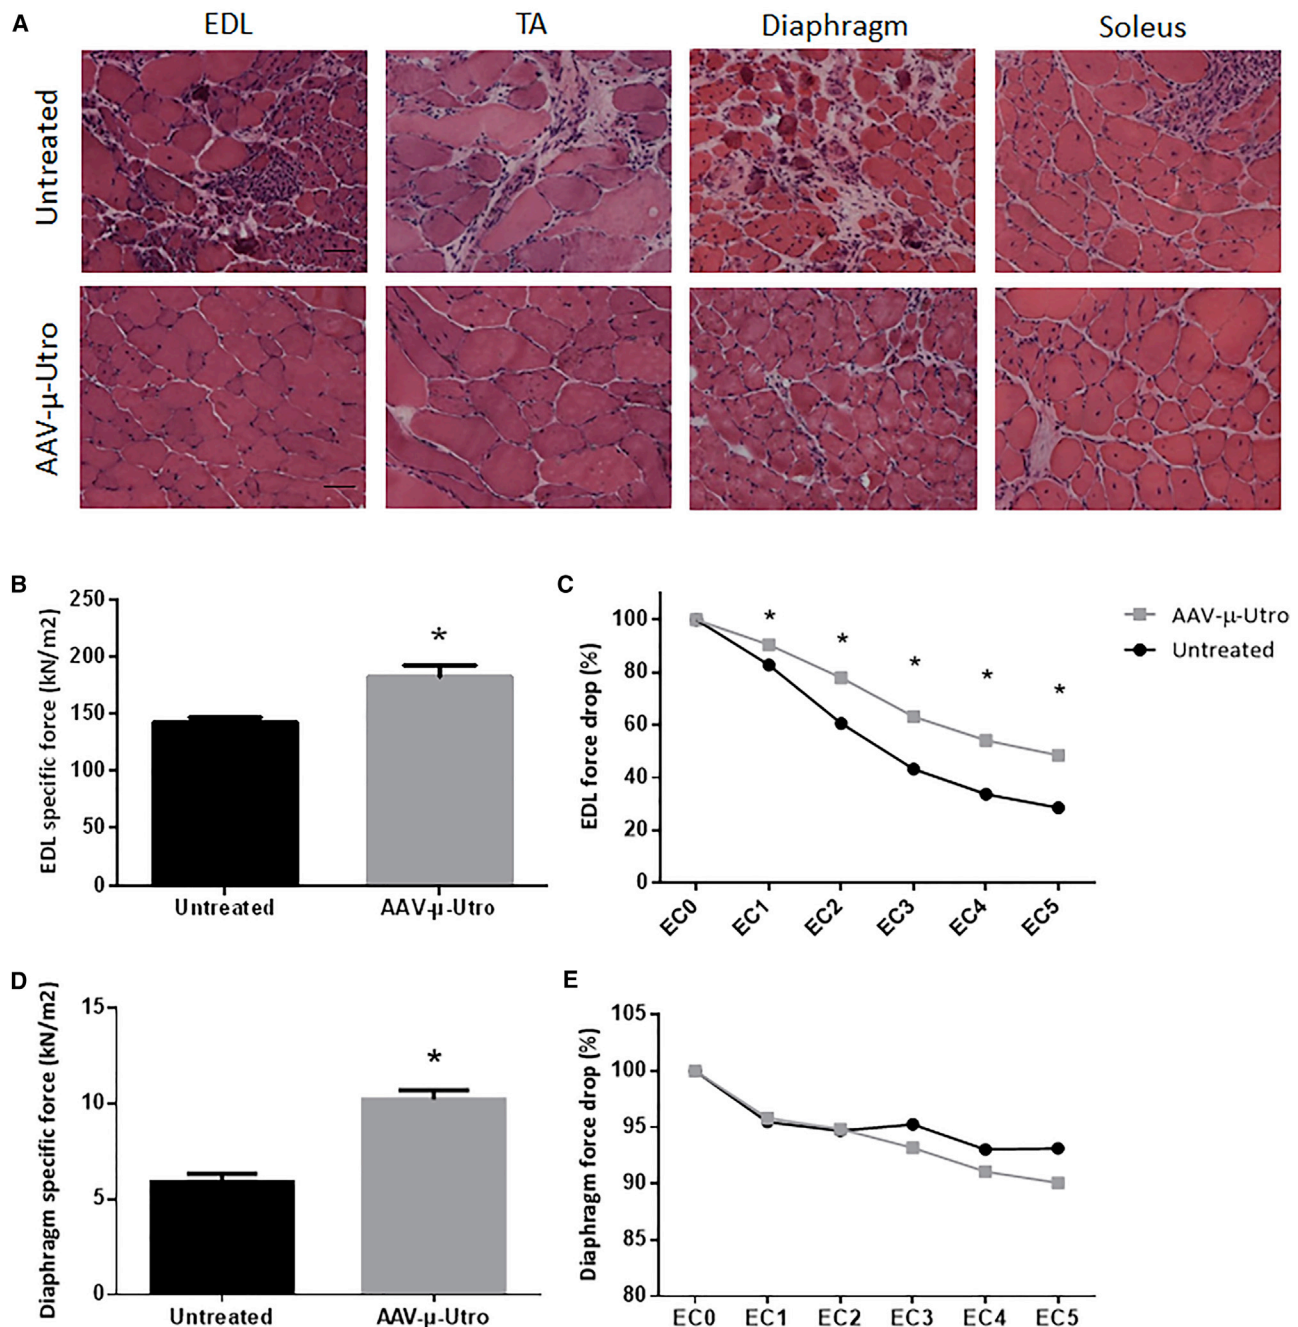 A
EDL
TA
Diaphragm
Soleus
Untreated
AAV-μ-Utro
B
EDL specific force (kN/m2)
250
200
150
100
50
0
Untreated
AAV-μ-Utro
*
C
EDL force drop (%)
100
80
60
40
20
0
* * * * *
EC0 EC1 EC2 EC3 EC4 EC5
AAV-μ-Utro
Untreated
D
Diaphragm specific force (kN/m2)
15
10
5
0
*
Untreated
AAV-μ-Utro
E
Diaphragm force drop (%)
105
100
95
90
85
80
EC0 EC1 EC2 EC3 EC4 EC5